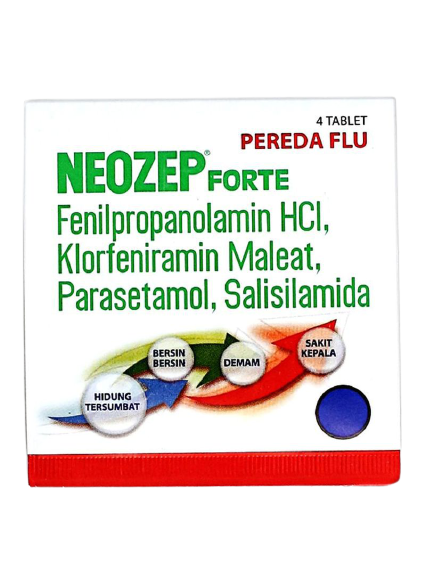 4 TABLET
PEREDA FLU
NEOZEP® FORTE
Fenilpropanolamin HCl,
Klorfeniramin Maleat,
Parasetamol, Salisilamida
HIDUNG
TERSUMBAT
BERSIN
BERSIN
DEMAM
SAKIT
KEPALA